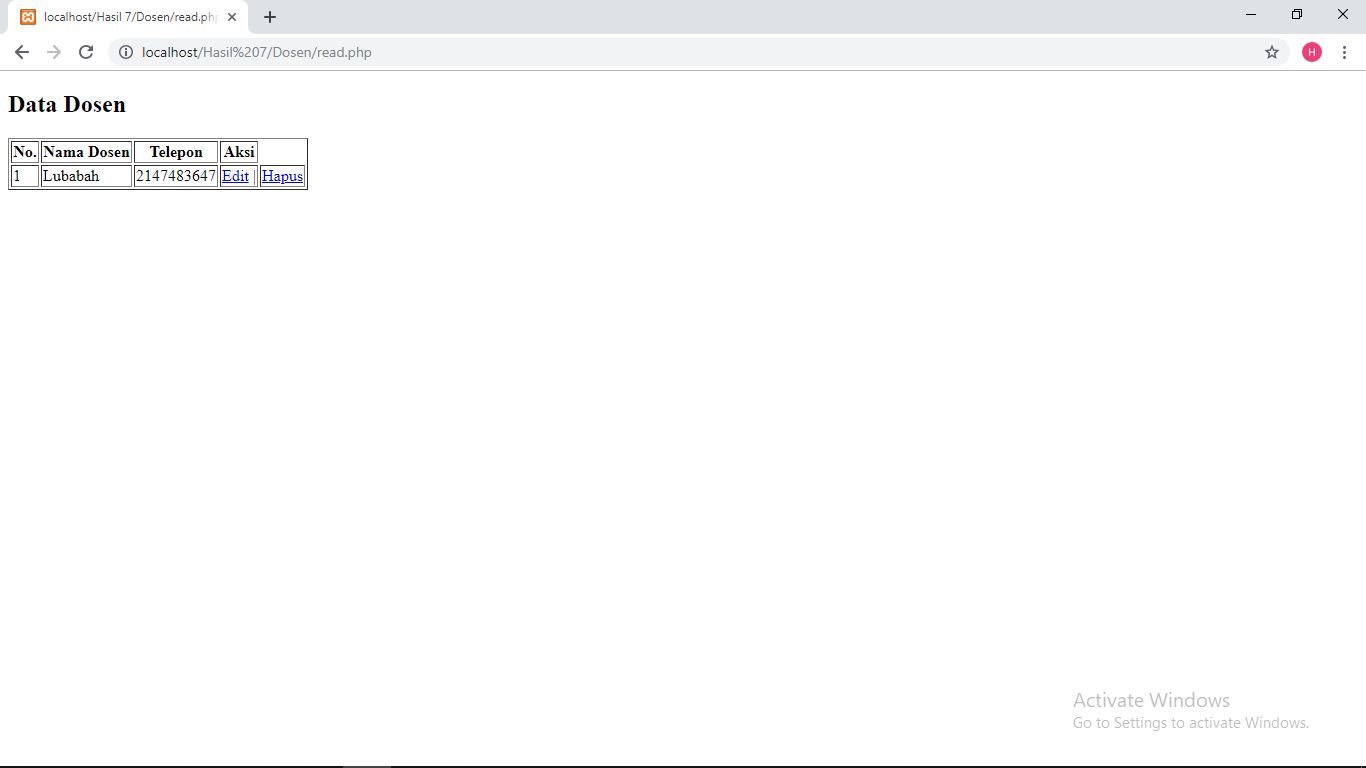 localhost/Hasil 7/Dosen/read.php
localhost/Hasil%207/Dosen/read.php
H
Data Dosen
No. Nama Dosen Telepon Aksi
1 Lubabah 2147483647 Edit | Hapus
Activate Windows
Go to Settings to activate Windows.